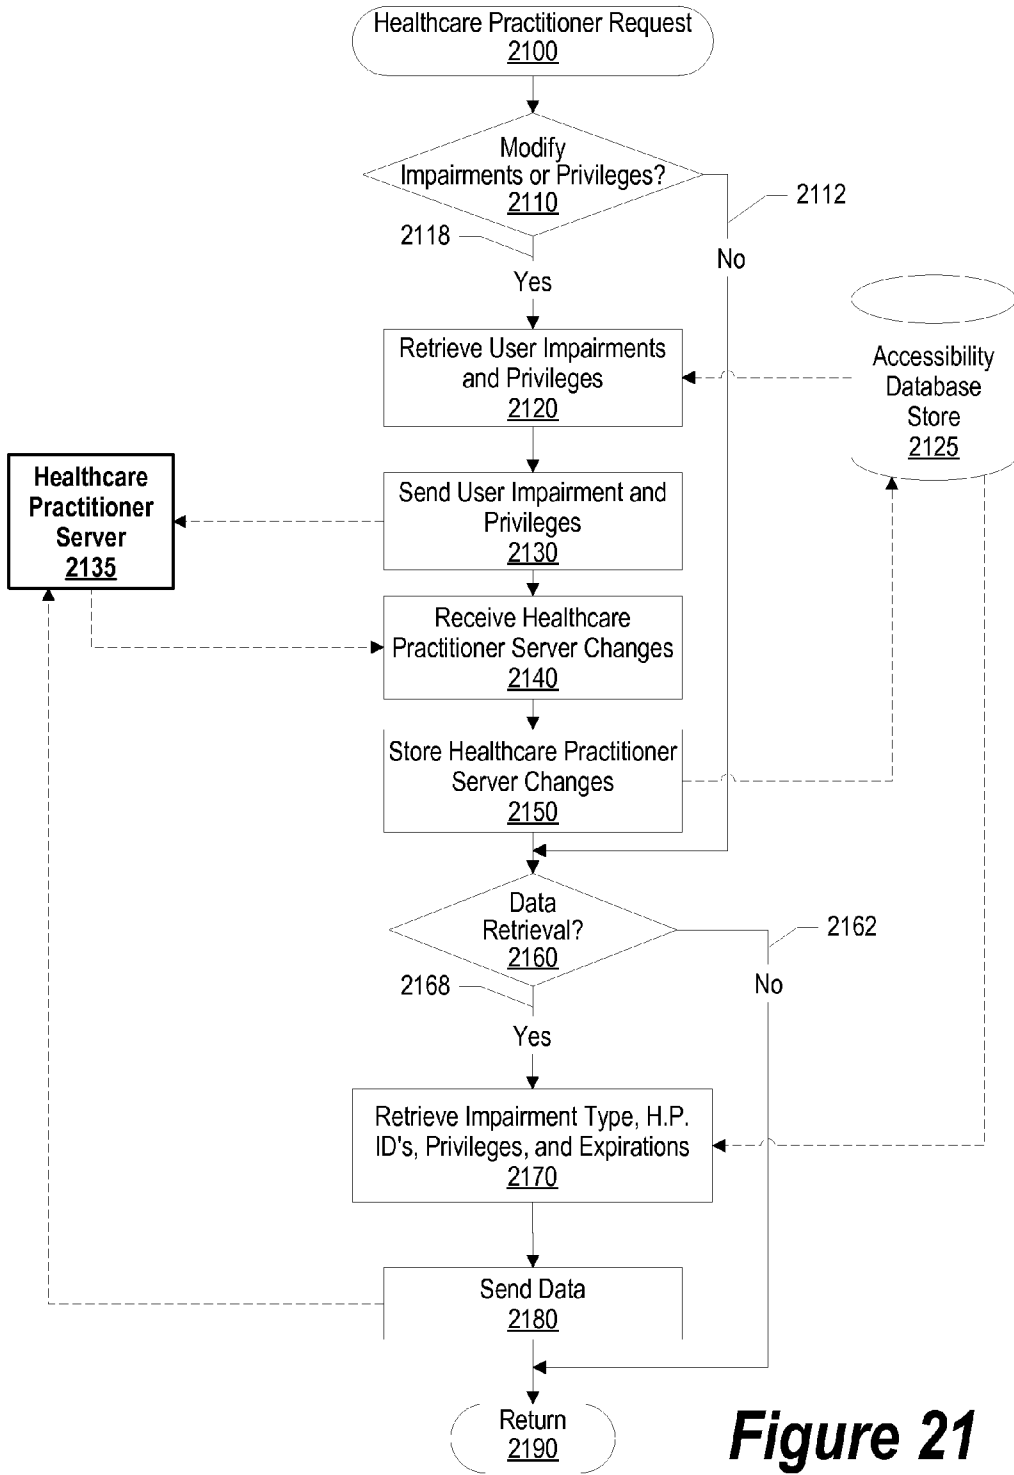 Healthcare Practitioner Request
2100
Modify
Impairments or Privileges?
2110
2112
2118
No
Yes
Retrieve User Impairments
and Privileges
2120
Accessibility
Database
Store
2125
Healthcare
Practitioner
Server
2135
Send User Impairment and
Privileges
2130
Receive Healthcare
Practitioner Server Changes
2140
Store Healthcare Practitioner
Server Changes
2150
Data
Retrieval?
2160
2162
2168
No
Yes
Retrieve Impairment Type, H.P.
ID's, Privileges, and Expirations
2170
Send Data
2180
Return
2190
Figure 21